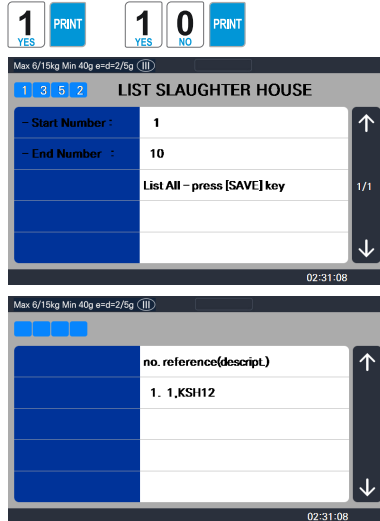 1 YES PRINT 1 YES 0 NO PRINT
Max 6/15kg Min 40g e=d=2/5g III
1 3 5 2 LIST SLAUGHTER HOUSE
- Start Number : 1
- End Number : 10
List All - press [SAVE] key
1/1
02:31:08
Max 6/15kg Min 40g e=d=2/5g III
no. reference(descript.)
1. 1,KSH12
02:31:08